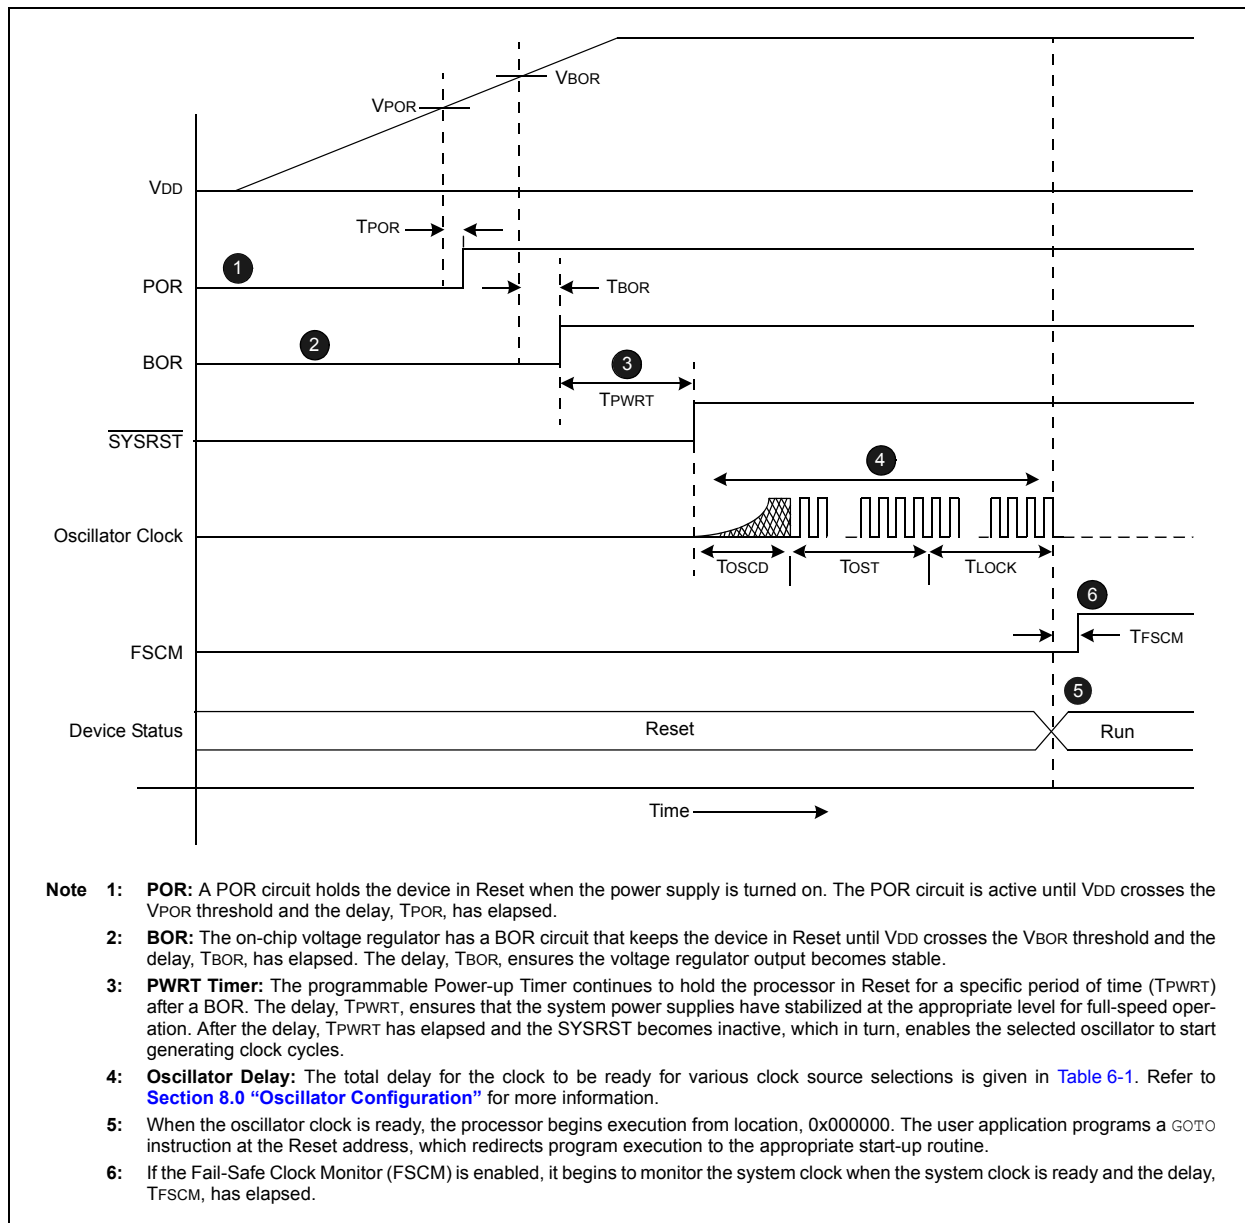 VBOR
VPOR
VDD
TPOR
1
POR
TBOR
2
BOR
3
TPWRT
SYSRST
4
Oscillator Clock
TOSCD
TOST
TLOCK
6
TFSCM
FSCM
5
Device Status
Reset
Run
Time
Note 1: POR: A POR circuit holds the device in Reset when the power supply is turned on. The POR circuit is active until VDD crosses the
VPOR threshold and the delay, TPOR, has elapsed.
2: BOR: The on-chip voltage regulator has a BOR circuit that keeps the device in Reset until VDD crosses the VBOR threshold and the
delay, TBOR, has elapsed. The delay, TBOR, ensures the voltage regulator output becomes stable.
3: PWRT Timer: The programmable Power-up Timer continues to hold the processor in Reset for a specific period of time (TPWRT)
after a BOR. The delay, TPWRT, ensures that the system power supplies have stabilized at the appropriate level for full-speed oper-
ation. After the delay, TPWRT has elapsed and the SYSRST becomes inactive, which in turn, enables the selected oscillator to start
generating clock cycles.
4: Oscillator Delay: The total delay for the clock to be ready for various clock source selections is given in Table 6-1. Refer to
Section 8.0 “Oscillator Configuration” for more information.
5: When the oscillator clock is ready, the processor begins execution from location, 0x000000. The user application programs a GOTO
instruction at the Reset address, which redirects program execution to the appropriate start-up routine.
6: If the Fail-Safe Clock Monitor (FSCM) is enabled, it begins to monitor the system clock when the system clock is ready and the delay,
TFSCM, has elapsed.